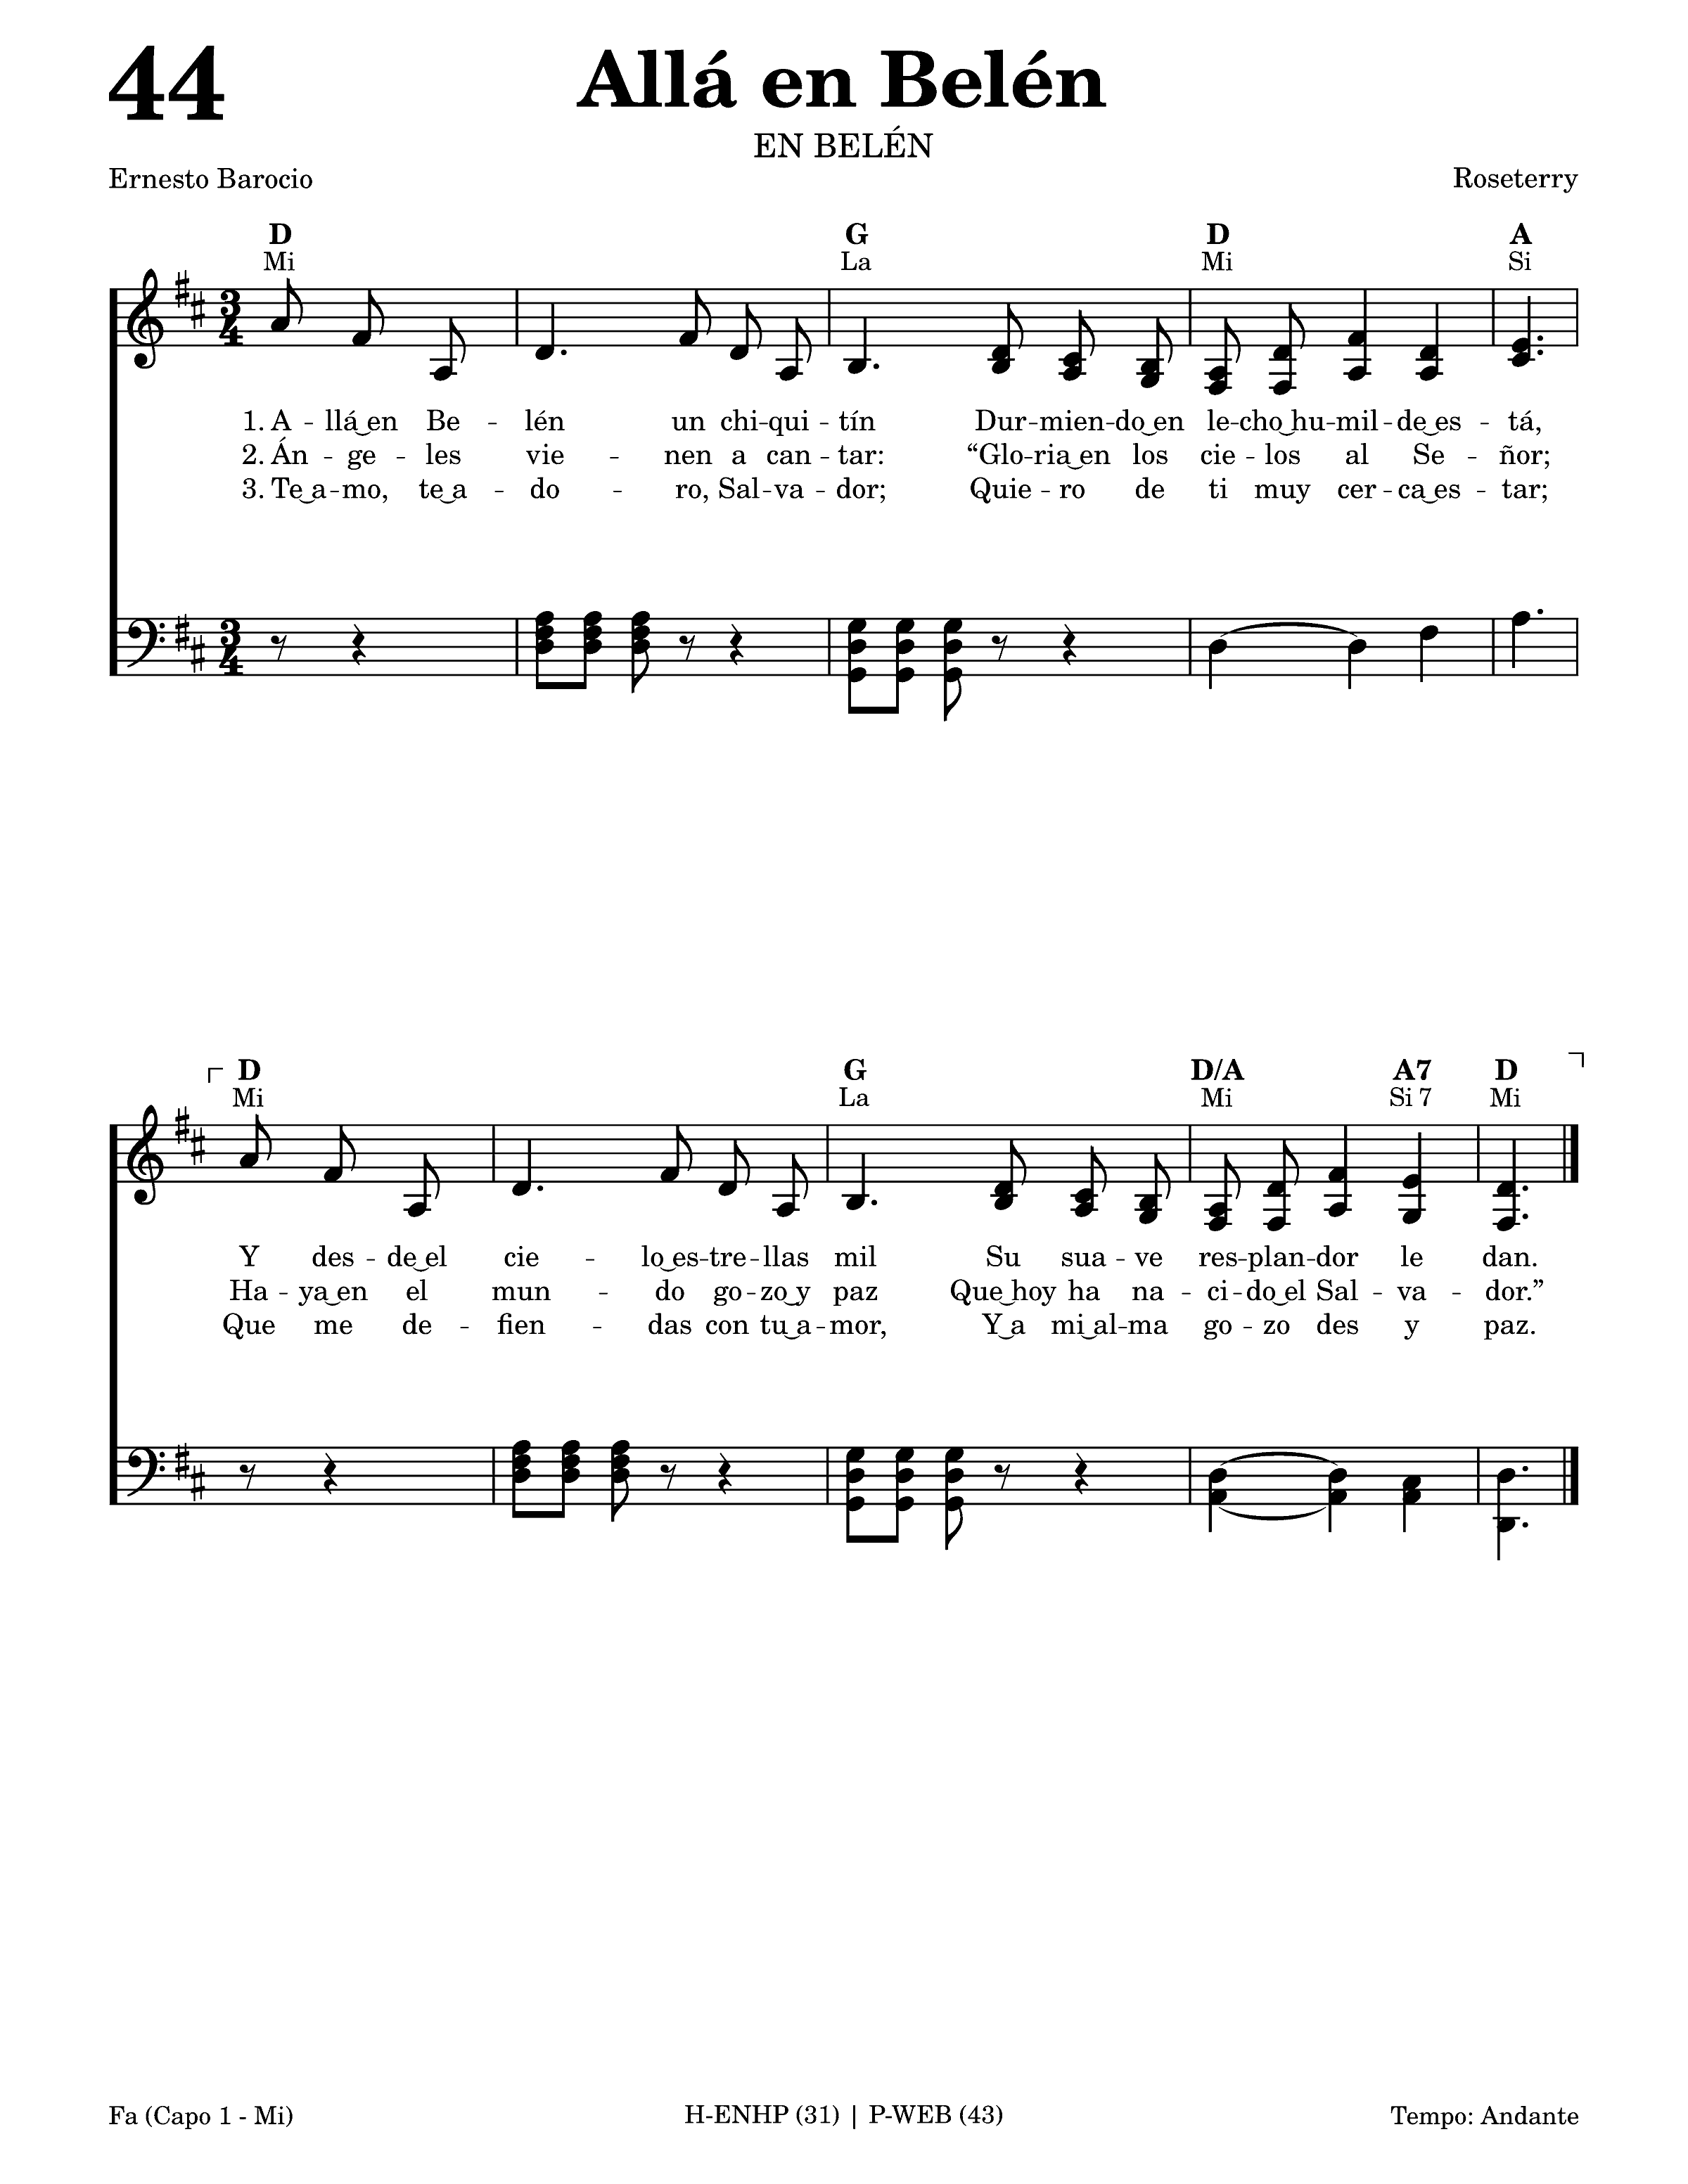 44
Allá en Belén
EN BELÉN
Ernesto Barocio
Roseterry
D G D A
Mi La Mi Si
1. A -- llá en Be -- lén un chi -- qui -- tín Dur -- mien -- do en le -- cho hu -- mil -- de es -- tá,
2. Án -- ge -- les vie -- nen a can -- tar: “Glo -- ria en los cie -- los al Se -- ñor;
3. Te a -- mo, te a -- do -- ro, Sal -- va -- dor; Quie -- ro de ti muy cer -- ca es -- tar;
D G D/A A7 D
Mi La Mi Si 7 Mi
Y des -- de el cie -- lo es -- tre -- llas mil Su sua -- ve res -- plan -- dor le dan.
Ha -- ya en el mun -- do go -- zo y paz Que hoy ha na -- ci -- do el Sal -- va -- dor.”
Que me de -- fien -- das con tu a -- mor, Y a mi al -- ma go -- zo des y paz.
Fa (Capo 1 - Mi)
H-ENHP (31) | P-WEB (43)
Tempo: Andante